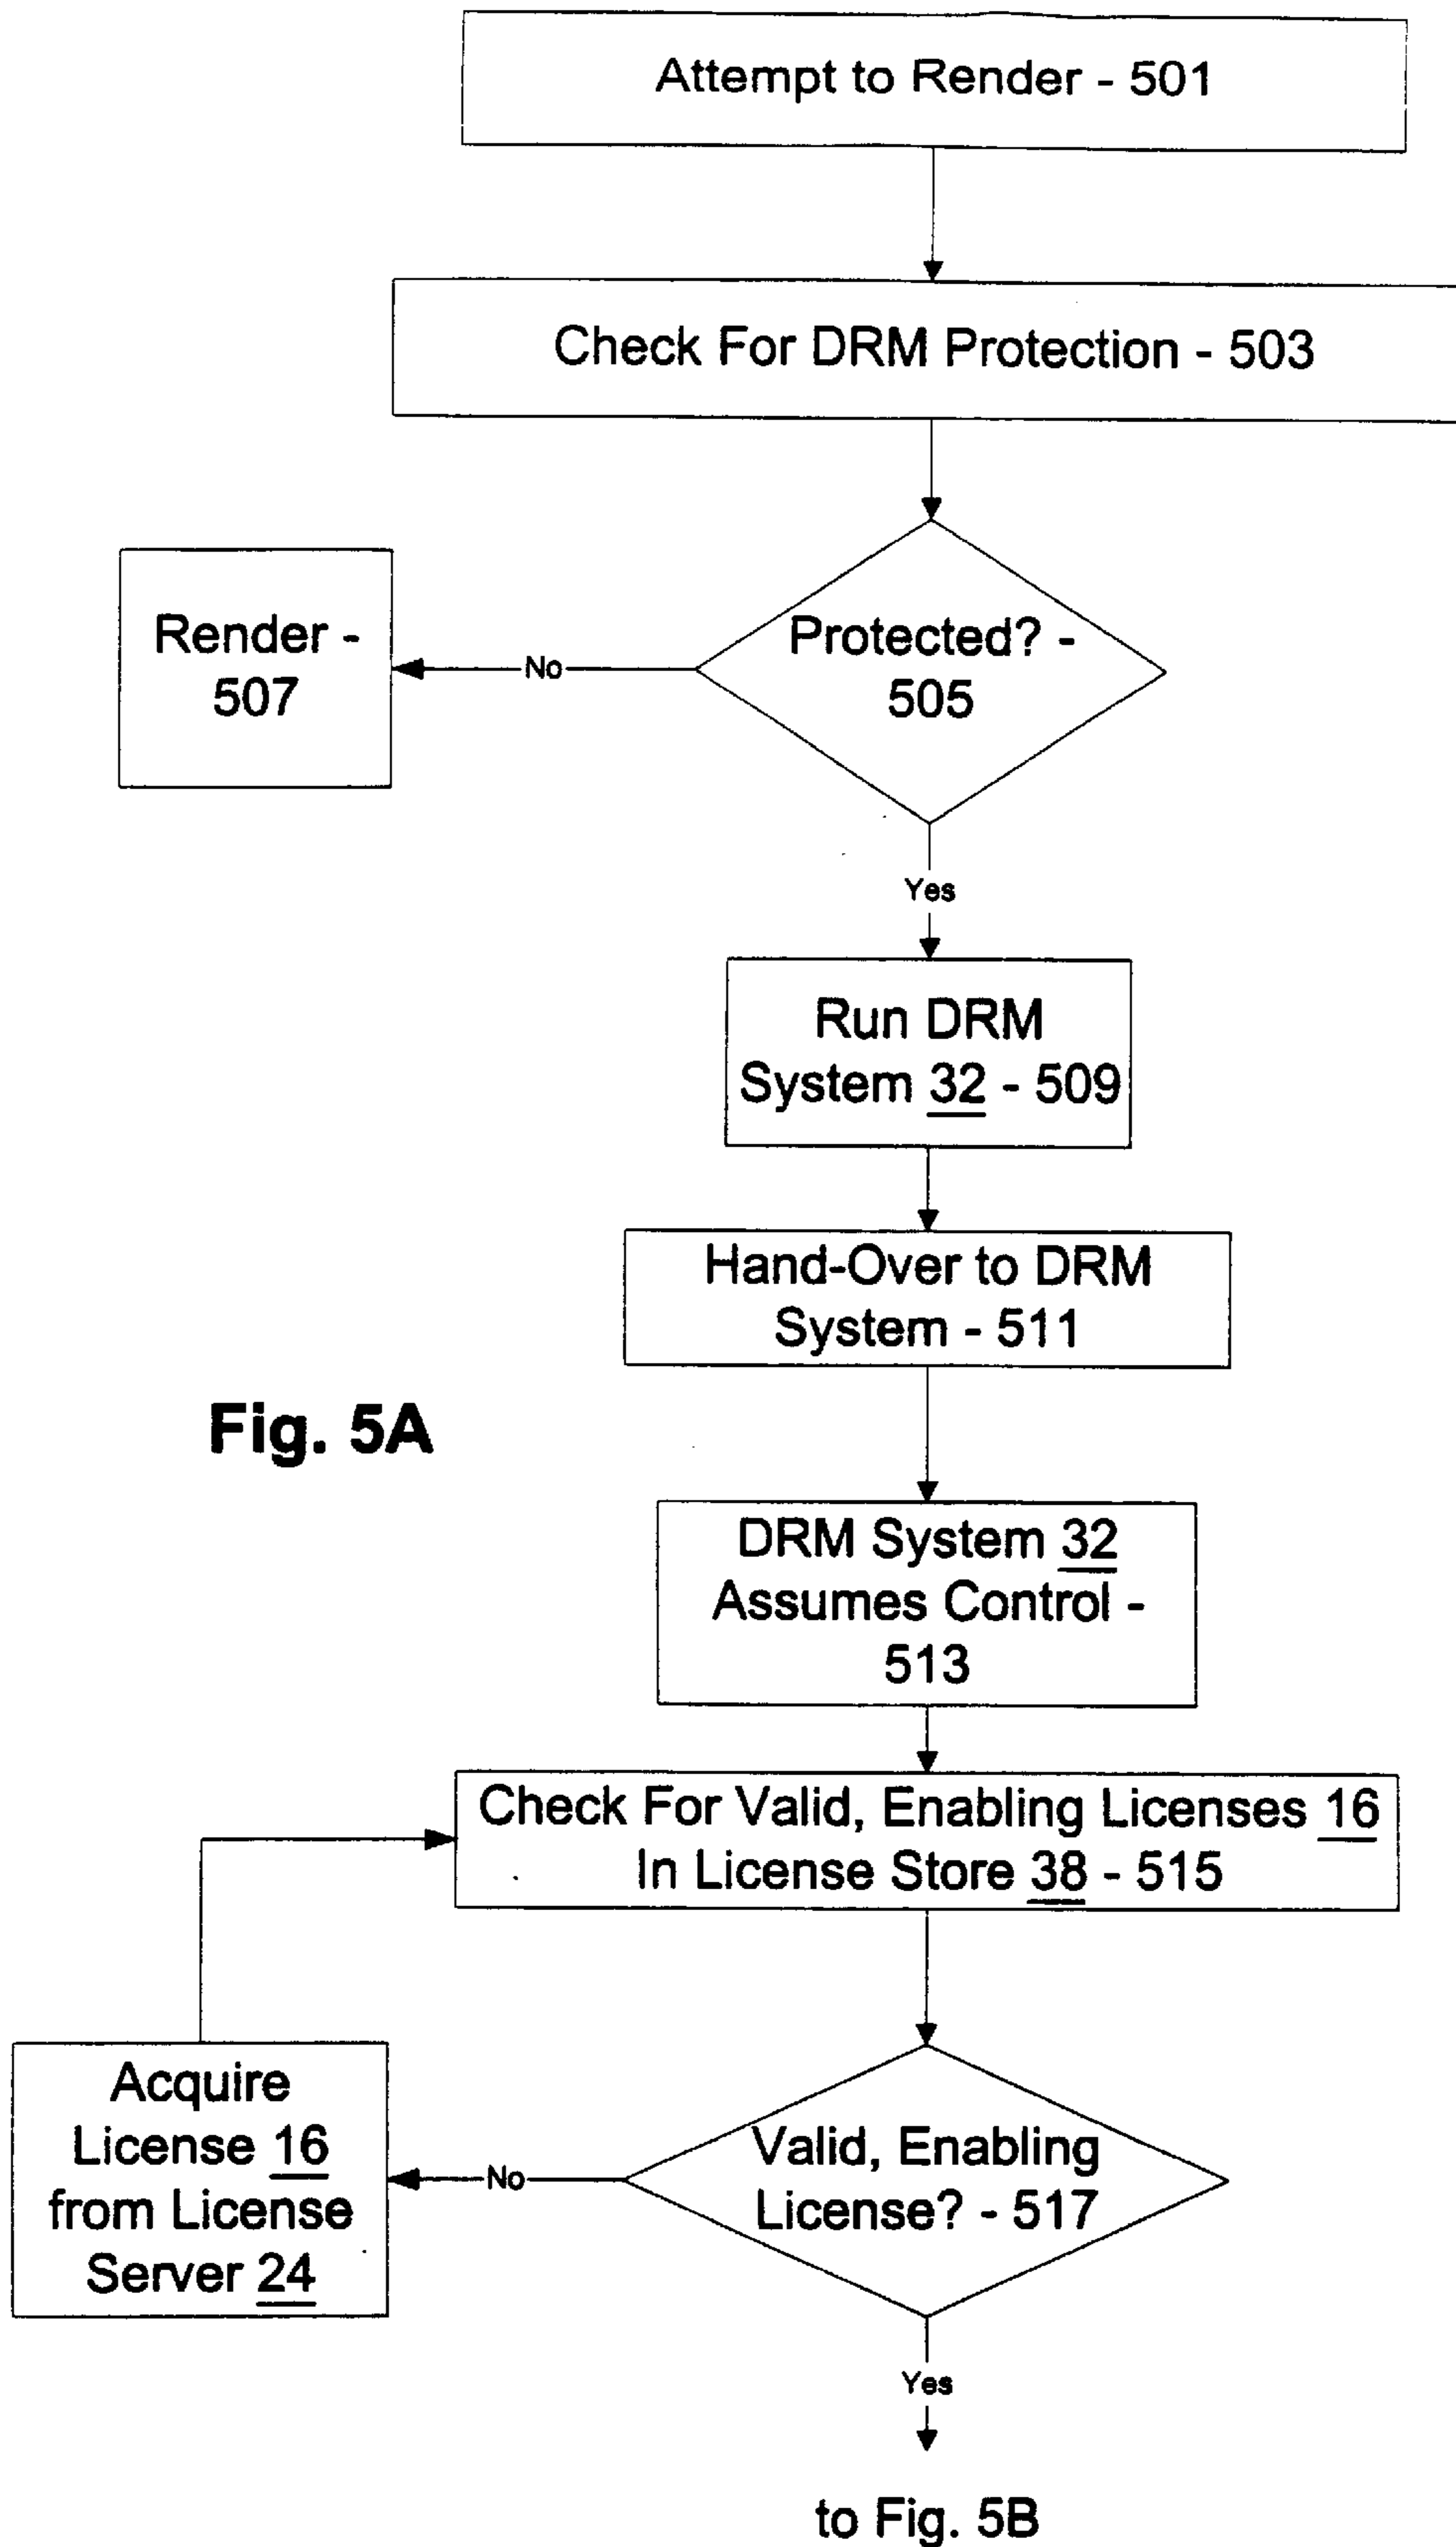 Attempt to Render - 501
Check For DRM Protection - 503
Render -
507
No
Protected? -
505
Yes
Run DRM
System 32 - 509
Hand-Over to DRM
System - 511
Fig. 5A
DRM System 32
Assumes Control -
513
Check For Valid, Enabling Licenses 16
In License Store 38 - 515
Acquire
License 16
from License
Server 24
No
Valid, Enabling
License? - 517
Yes
to Fig. 5B